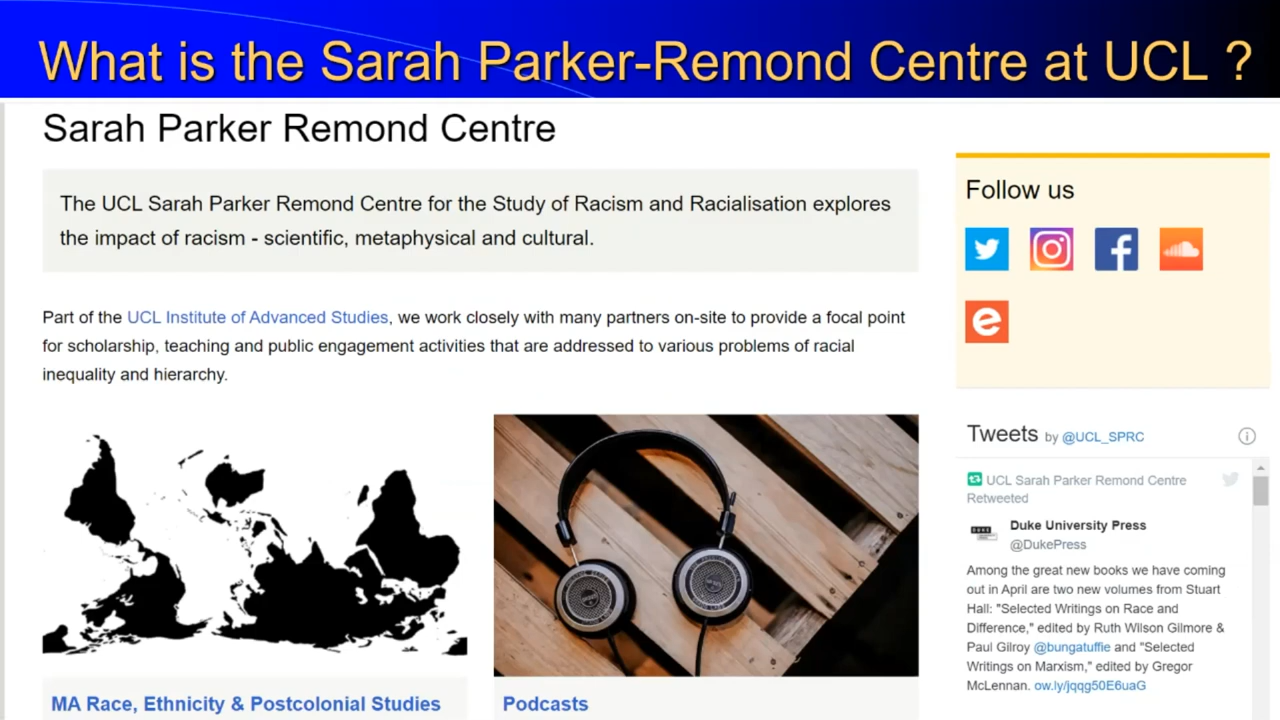 What is the Sarah Parker-Remond Centre at UCL ?
Sarah Parker Remond Centre
The UCL Sarah Parker Remond Centre for the Study of Racism and Racialisation explores
the impact of racism - scientific, metaphysical and cultural.
Part of the UCL Institute of Advanced Studies, we work closely with many partners on-site to provide a focal point
for scholarship, teaching and public engagement activities that are addressed to various problems of racial
inequality and hierarchy.
MA Race, Ethnicity & Postcolonial Studies
Podcasts
Follow us
Tweets by @UCL_SPRC
UCL Sarah Parker Remond Centre
Retweeted
Duke University Press
@DukePress
Among the great new books we have coming
out in April are two new volumes from Stuart
Hall: "Selected Writings on Race and
Difference," edited by Ruth WIlson Gilmore &
Paul Gilroy @bungatuffie and "Selected
Writings on Marxism," edited by Gregor
McLennan. ow.ly/jqgg50E6uaG